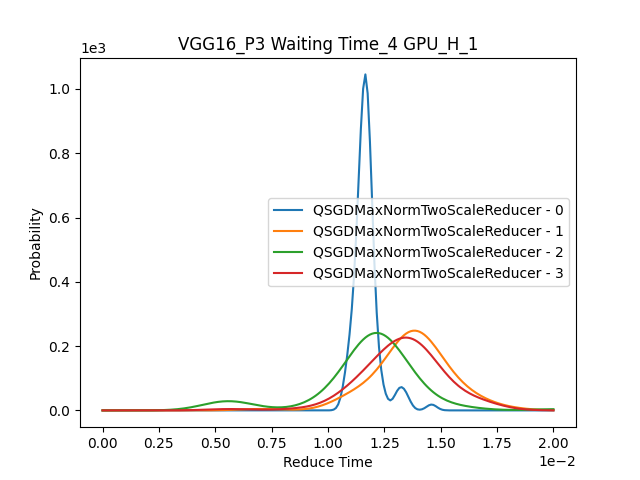 VGG16_P3 Waiting Time_4 GPU_H_1
1e3
1.0
0.8
0.6
0.4
0.2
0.0
Probability
QSGDMaxNormTwoScaleReducer - 0
QSGDMaxNormTwoScaleReducer - 1
QSGDMaxNormTwoScaleReducer - 2
QSGDMaxNormTwoScaleReducer - 3
0.00 0.25 0.50 0.75 1.00 1.25 1.50 1.75 2.00
Reduce Time
1e−2